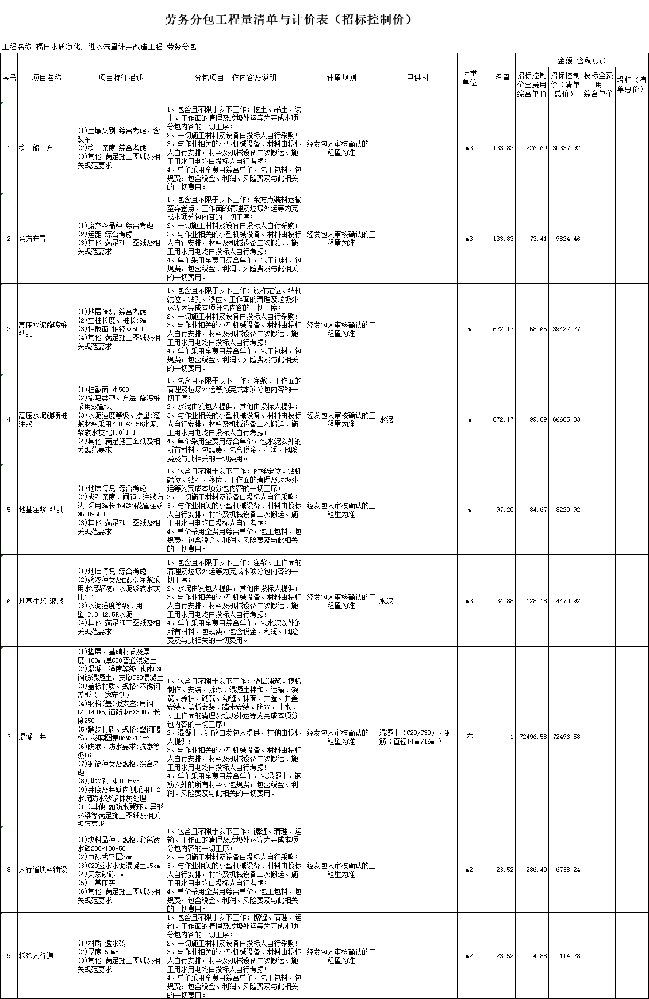 劳务分包工程量清单与计价表（招标控制价）
工程名称:福田水质净化厂进水流量计井改造工程-劳务分包
序号
项目名称
项目特征描述
分包项目工作内容及说明
计量规则
甲供材
计量
单位
工程量
金额 含税(元)
招标控制
价全费用
综合单价
招标控制
价（清单
总价）
投标全费
用
综合单价
投标（清
单总价）
1
挖一般土方
(1)土壤类别:综合考虑，含
装车
(2)挖土深度:综合考虑
(3)其他:满足施工图纸及相
关规范要求
1、包含且不限于以下工作：挖土、吊土、装
土、工作面的清理及垃圾外运等为完成本项
分包内容的一切工序；
2、一切施工材料及设备由投标人自行采购；
3、与作业相关的小型机械设备、材料由投标
人自行安排，材料及机械设备二次搬运、施
工用水用电均由投标人自行考虑；
4、单价采用全费用综合单价，包工包料、包
规费，包含税金、利润、风险费及与此相关
的一切费用。
经发包人审核确认的工
程量为准
m3
133.83
226.69
30337.92
2
余方弃置
(1)废弃料品种:综合考虑
(2)运距:综合考虑
(3)其他:满足施工图纸及相
关规范要求
1、包含且不限于以下工作：余方点装料运输
至弃置点、工作面的清理及垃圾外运等为完
成本项分包内容的一切工序；
2、一切施工材料及设备由投标人自行采购；
3、与作业相关的小型机械设备、材料由投标
人自行安排，材料及机械设备二次搬运、施
工用水用电均由投标人自行考虑；
4、单价采用全费用综合单价，包工包料、包
规费，包含税金、利润、风险费及与此相关
的一切费用。
经发包人审核确认的工
程量为准
m3
133.83
73.41
9824.46
3
高压水泥旋喷桩
钻孔
(1)地层情况:综合考虑
(2)空桩长度、桩长:9m
(3)桩截面:桩径φ500
(4)其他:满足施工图纸及相
关规范要求
1、包含且不限于以下工作：放样定位、钻机
就位、钻孔、移位、工作面的清理及垃圾外
运等为完成本项分包内容的一切工序；
2、一切施工材料及设备由投标人自行采购；
3、与作业相关的小型机械设备、材料由投标
人自行安排，材料及机械设备二次搬运、施
工用水用电均由投标人自行考虑；
4、单价采用全费用综合单价，包工包料、包
规费，包含税金、利润、风险费及与此相关
的一切费用。
经发包人审核确认的工
程量为准
m
672.17
58.65
39422.77
4
高压水泥旋喷桩
注浆
(1)桩截面:φ500
(2)旋喷类型、方法:旋喷桩
采用双管法
(3)水泥强度等级、掺量:灌
浆材料采用P.O.42.5R水泥,
浆液水灰比1.0~1.1
(4)其他:满足施工图纸及相
关规范要求
1、包含且不限于以下工作：注浆、工作面的
清理及垃圾外运等为完成本项分包内容的一
切工序；
2、水泥由发包人提供，其他由投标人提供；
3、与作业相关的小型机械设备、材料由投标
人自行安排，材料及机械设备二次搬运、施
工用水用电均由投标人自行考虑；
4、单价采用全费用综合单价，包水泥以外的
所有材料、包规费，包含税金、利润、风险
费及与此相关的一切费用。
经发包人审核确认的工
程量为准
水泥
m
672.17
99.09
66605.33
5
地基注浆 钻孔
(1)地层情况:综合考虑
(2)成孔深度、间距、注浆方
法:采用3m长φ42钢花管注浆
@500*500
(3)其他:满足施工图纸及相
关规范要求
1、包含且不限于以下工作：放样定位、钻机
就位、钻孔、移位、工作面的清理及垃圾外
运等为完成本项分包内容的一切工序；
2、一切施工材料及设备由投标人自行采购；
3、与作业相关的小型机械设备、材料由投标
人自行安排，材料及机械设备二次搬运、施
工用水用电均由投标人自行考虑；
4、单价采用全费用综合单价，包工包料、包
规费，包含税金、利润、风险费及与此相关
的一切费用。
经发包人审核确认的工
程量为准
m
97.20
84.67
8229.92
6
地基注浆 灌浆
(1)地层情况:综合考虑
(2)浆液种类及配比:注浆采
用水泥浆液，水泥浆液水灰
比1:1
(3)水泥强度等级、用
量:P.O.42.5R水泥
(4)其他:满足施工图纸及相
关规范要求
1、包含且不限于以下工作：注浆、工作面的
清理及垃圾外运等为完成本项分包内容的一
切工序；
2、水泥由发包人提供，其他由投标人提供；
3、与作业相关的小型机械设备、材料由投标
人自行安排，材料及机械设备二次搬运、施
工用水用电均由投标人自行考虑；
4、单价采用全费用综合单价，包水泥以外的
所有材料、包规费，包含税金、利润、风险
费及与此相关的一切费用。
经发包人审核确认的工
程量为准
水泥
m3
34.88
128.18
4470.92
7
混凝土井
(1)垫层、基础材质及厚
度:100mm厚C20普通混凝土
(2)混凝土强度等级:池体C30
钢筋混凝土，支墩C30混凝土
(3)盖板材质、规格:不锈钢
盖板（厂家定制）
(4)钢格(盖)板支座:角钢
L40*40*5,锚筋φ6@300，长
度250
(5)踏步材质、规格:塑钢爬
梯，参照图集06MS201-6
(6)防渗、防水要求:抗渗等
级P6
(7)钢筋种类及规格:综合考
虑
(8)泄水孔:φ100pvc
(9)井底及井壁内侧采用1:2
水泥防水砂浆抹灰处理
(10)其他:如防水翼环、异形
环梁等满足施工图纸及相关
规范要求
1、包含且不限于以下工作：垫层铺筑、模板
制作、安装、拆除、混凝土拌和、运输、浇
筑、养护、砌筑、勾缝、抹面、井圈、井盖
安装、盖板安装、踏步安装、防水、止水、
、工作面的清理及垃圾外运等为完成本项分
包内容的一切工序；
2、混凝土、钢筋由发包人提供，其他由投标
人提供；
3、与作业相关的小型机械设备、材料由投标
人自行安排，材料及机械设备二次搬运、施
工用水用电均由投标人自行考虑；
4、单价采用全费用综合单价，包混凝土、钢
筋以外的所有材料、包规费，包含税金、利
润、风险费及与此相关的一切费用。
经发包人审核确认的工
程量为准
混凝土（C20/C30）、钢
筋（直径14mm/16mm）
座
1
72496.58
72496.58
8
人行道块料铺设
(1)块料品种、规格:彩色透
水砖200*100*50
(2)中砂找平层3cm
(3)C20透水水泥混凝土15cm
(4)天然砂砾8cm
(5)土基压实
(6)其他:满足施工图纸及相
关规范要求
1、包含且不限于以下工作：锯缝、清理、运
输、工作面的清理及垃圾外运等为完成本项
分包内容的一切工序；
2、一切施工材料及设备由投标人自行采购；
3、与作业相关的小型机械设备、材料由投标
人自行安排，材料及机械设备二次搬运、施
工用水用电均由投标人自行考虑；
4、单价采用全费用综合单价，包工包料、包
规费，包含税金、利润、风险费及与此相关
的一切费用。
经发包人审核确认的工
程量为准
m2
23.52
286.49
6738.24
9
拆除人行道
(1)材质:透水砖
(2)厚度:50mm
(3)其他:满足施工图纸及相
关规范要求
1、包含且不限于以下工作：锯缝、清理、运
输、工作面的清理及垃圾外运等为完成本项
分包内容的一切工序；
2、一切施工材料及设备由投标人自行采购；
3、与作业相关的小型机械设备、材料由投标
人自行安排，材料及机械设备二次搬运、施
工用水用电均由投标人自行考虑；
4、单价采用全费用综合单价，包工包料、包
规费，包含税金、利润、风险费及与此相关
的一切费用。
经发包人审核确认的工
程量为准
m2
23.52
4.88
114.78